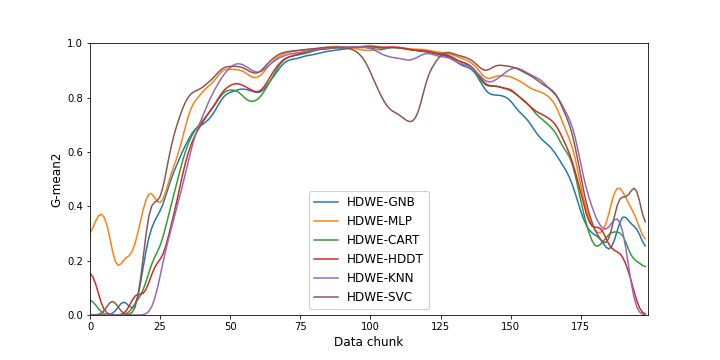 1.0
0.8
0.6
0.4
0.2
0.0
G-mean2
HDWE-GNB
HDWE-MLP
HDWE-CART
HDWE-HDDT
HDWE-KNN
HDWE-SVC
0 25 50 75 100 125 150 175
Data chunk